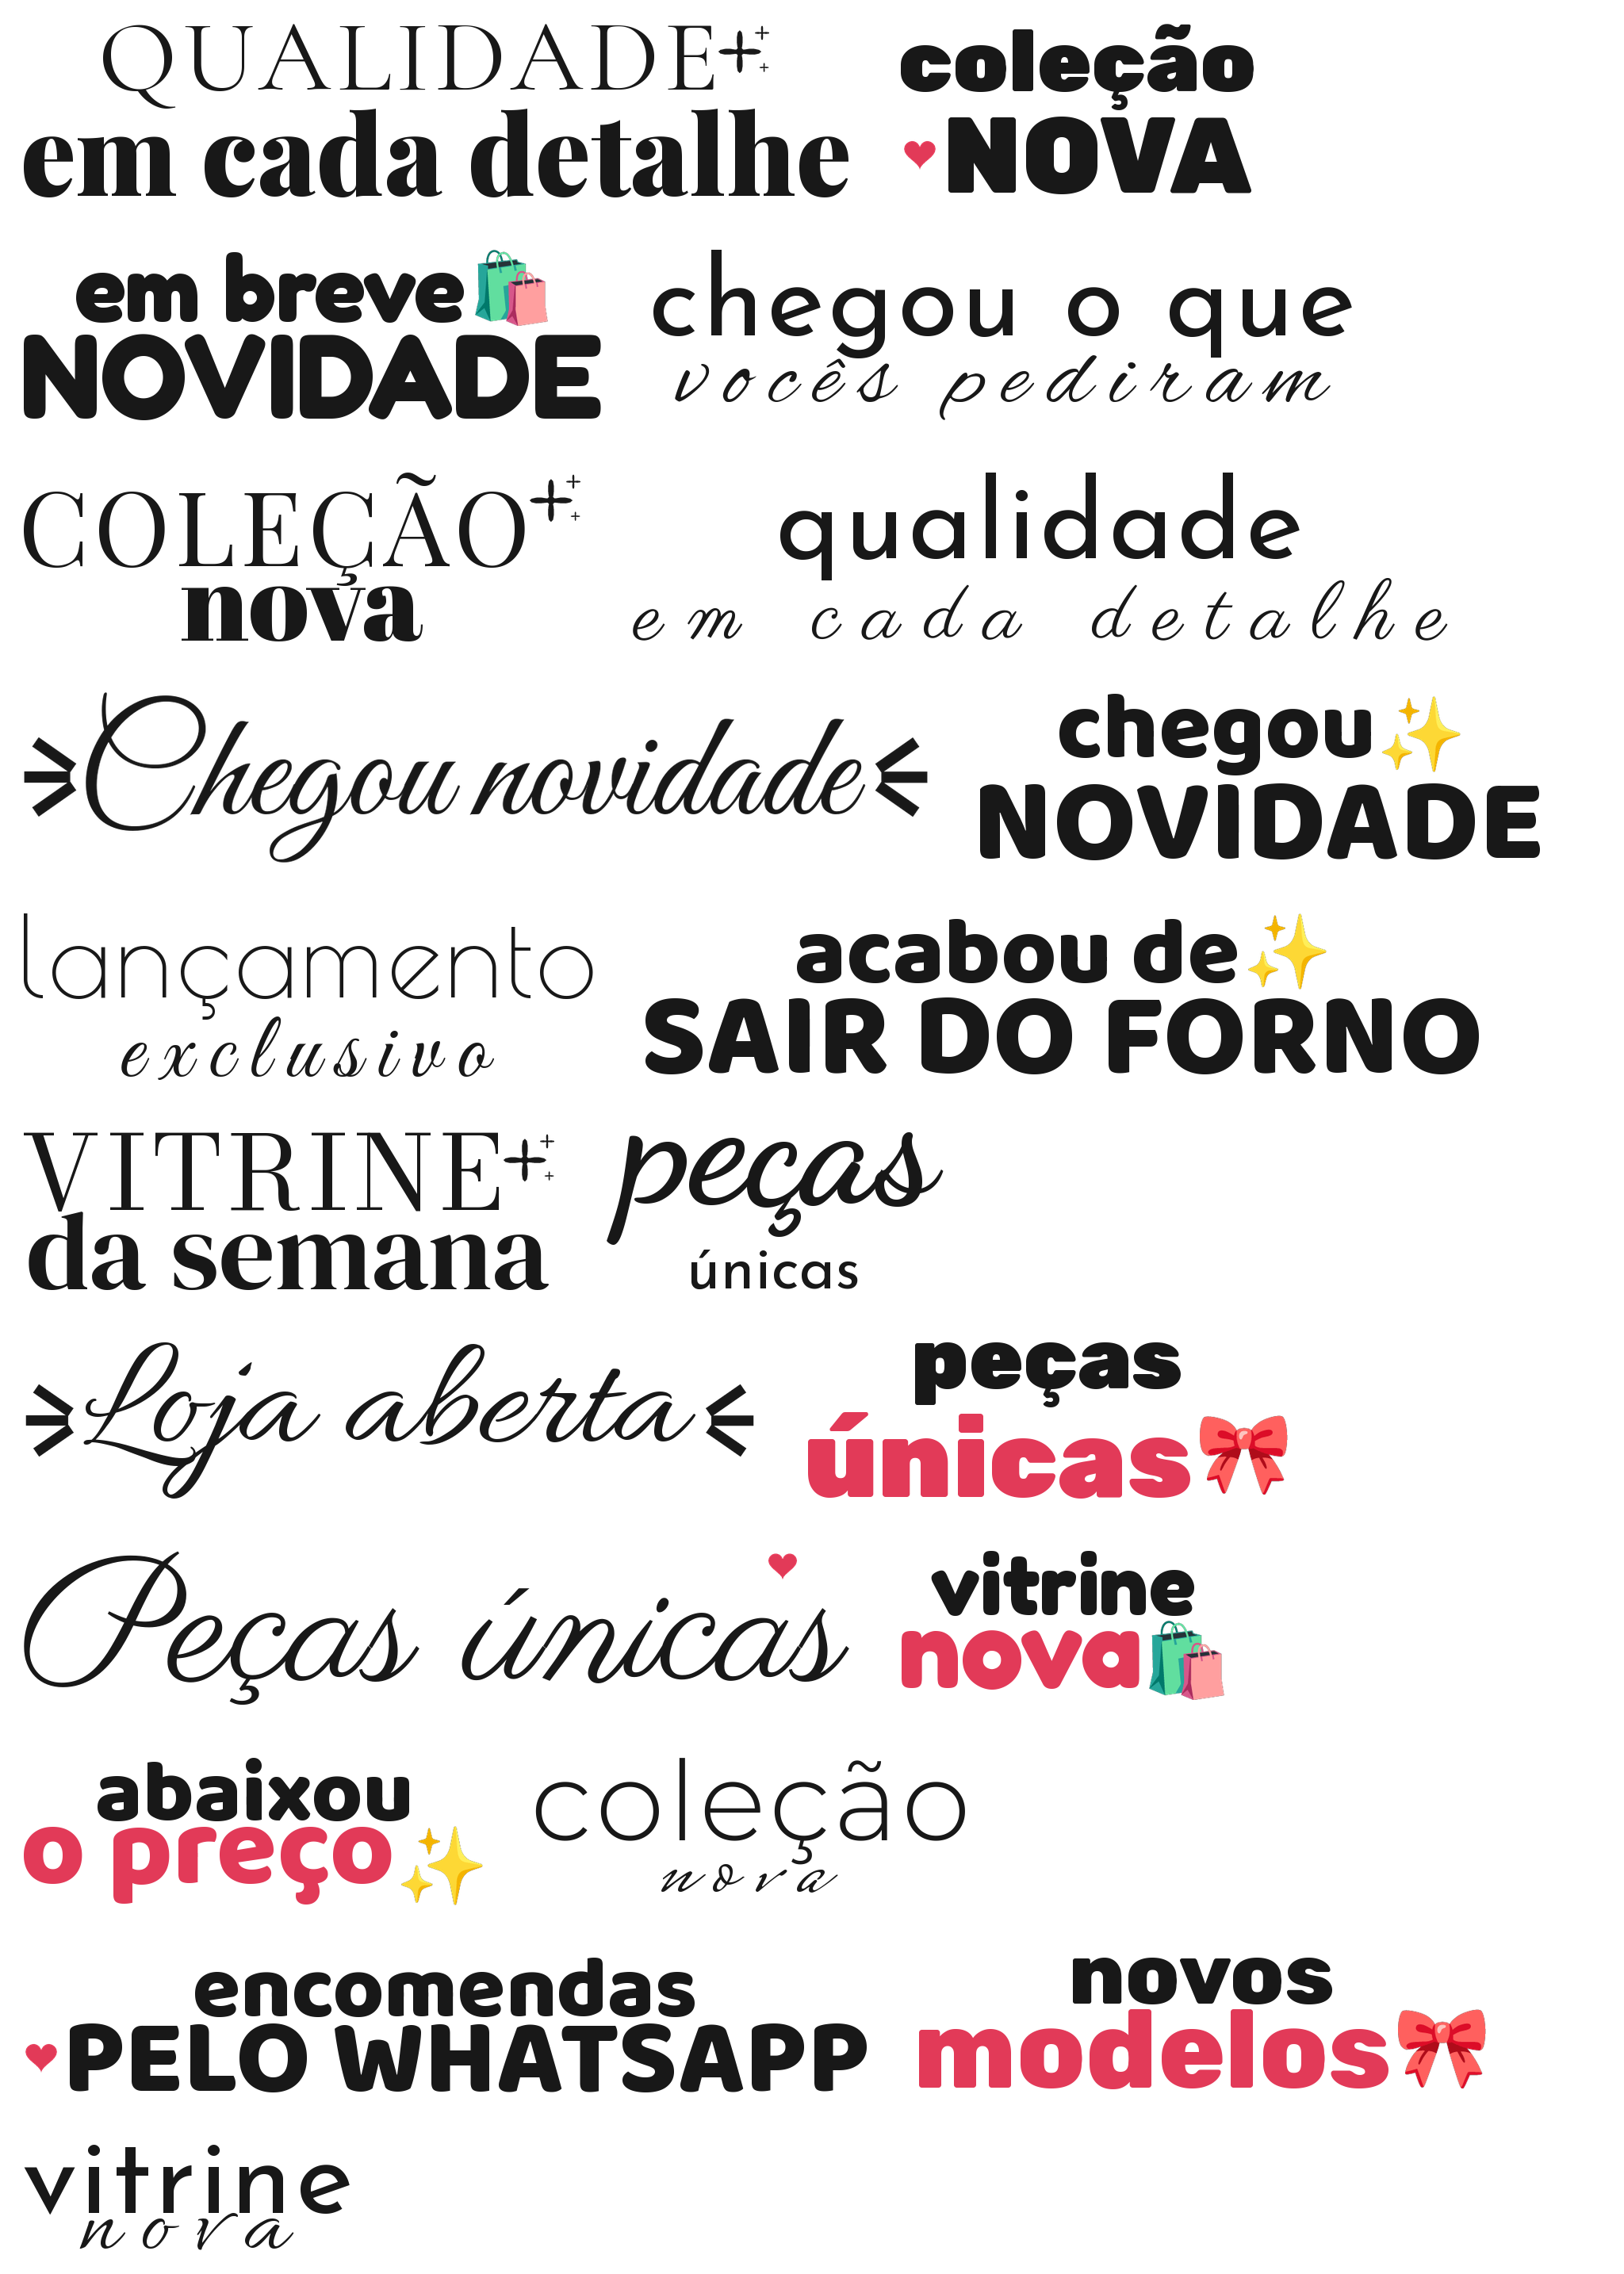 QUALIDADE
em cada detalhe
coleção
NOVA
em breve
NOVIDADE
chegou o que
vocês pediram
COLEÇÃO
nova
qualidade
em cada detalhe
Chegou novidade
chegou
NOVIDADE
lançamento
exclusivo
acabou de
SAIR DO FORNO
VITRINE
da semana
peças
únicas
Loja aberta
peças
únicas
Peças únicas
vitrine
nova
abaixou
o preço
coleção
nova
encomendas
PELO WHATSAPP
novos
modelos
vitrine
nova